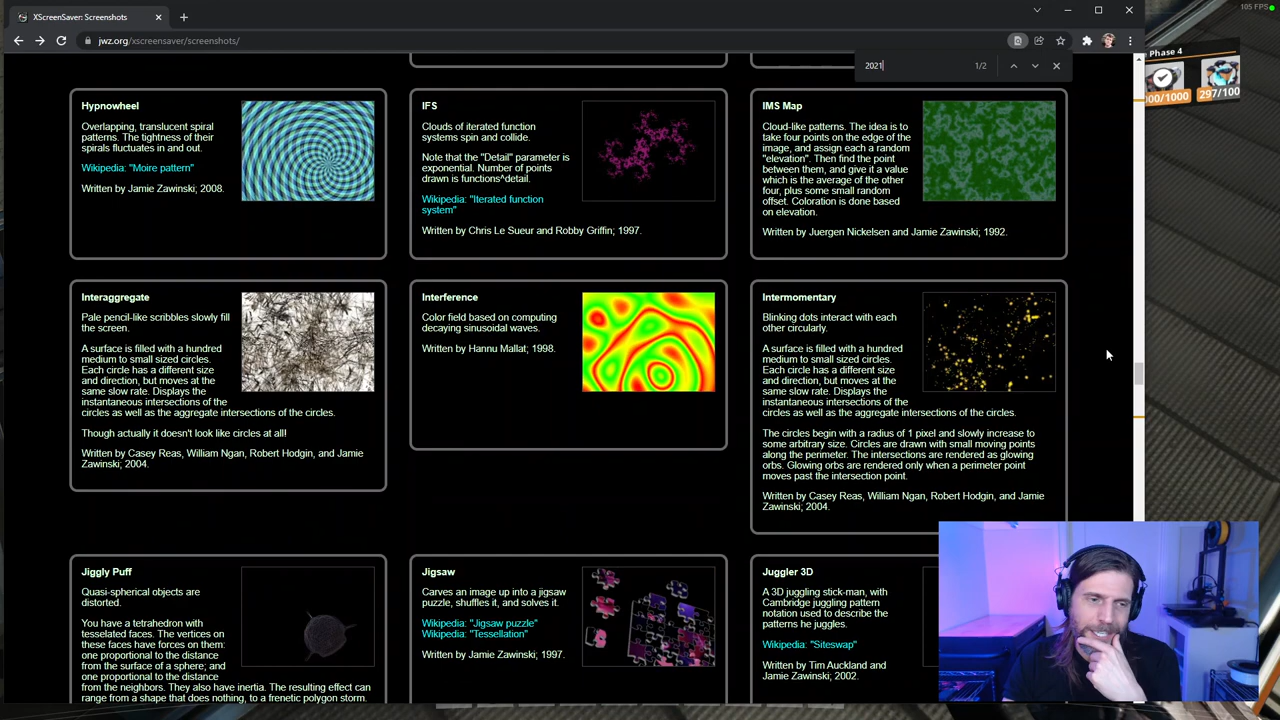 105 FPS
XScreenSaver: Screenshots
jwz.org/xscreensaver/screenshots/
2021
1/2
Phase 4
297/100
Hypnowheel
Overlapping, translucent spiral
patterns. The tightness of their
spirals fluctuates in and out.
Wikipedia: "Moire pattern"
Written by Jamie Zawinski; 2008.
IFS
Clouds of iterated function
systems spin and collide.
Note that the "Detail" parameter is
exponential. Number of points
drawn is functions^detail.
Wikipedia: "Iterated function
system"
Written by Chris Le Sueur and Robby Griffin; 1997.
IMS Map
Cloud-like patterns. The idea is to
take four points on the edge of the
image, and assign each a random
"elevation". Then find the point
between them, and give it a value
which is the average of the other
four, plus some small random
offset. Coloration is done based
on elevation.
Written by Juergen Nickelsen and Jamie Zawinski; 1992.
Interaggregate
Pale pencil-like scribbles slowly fill
the screen.
A surface is filled with a hundred
medium to small sized circles.
Each circle has a different size
and direction, but moves at the
same slow rate. Displays the
instantaneous intersections of the
circles as well as the aggregate intersections of the circles.
Though actually it doesn't look like circles at all!
Written by Casey Reas, William Ngan, Robert Hodgin, and Jamie
Zawinski; 2004.
Interference
Color field based on computing
decaying sinusoidal waves.
Written by Hannu Mallat; 1998.
Intermomentary
Blinking dots interact with each
other circularly.
A surface is filled with a hundred
medium to small sized circles.
Each circle has a different size
and direction, but moves at the
same slow rate. Displays the
instantaneous intersections of the
circles as well as the aggregate intersections of the circles.
The circles begin with a radius of 1 pixel and slowly increase to
some arbitrary size. Circles are drawn with small moving points
along the perimeter. The intersections are rendered as glowing
orbs. Glowing orbs are rendered only when a perimeter point
moves past the intersection point.
Written by Casey Reas, William Ngan, Robert Hodgin, and Jamie
Zawinski; 2004.
Jiggly Puff
Quasi-spherical objects are
distorted.
You have a tetrahedron with
tesselated faces. The vertices on
these faces have forces on them:
one proportional to the distance
from the surface of a sphere; and
one proportional to the distance
from the neighbors. They also have inertia. The resulting effect can
range from a shape that does nothing, to a frenetic polygon storm.
Jigsaw
Carves an image up into a jigsaw
puzzle, shuffles it, and solves it.
Wikipedia: "Jigsaw puzzle"
Wikipedia: "Tessellation"
Written by Jamie Zawinski; 1997.
Juggler 3D
A 3D juggling stick-man, with
Cambridge juggling pattern
notation used to describe the
patterns he juggles.
Wikipedia: "Siteswap"
Written by Tim Auckland and
Jamie Zawinski; 2002.